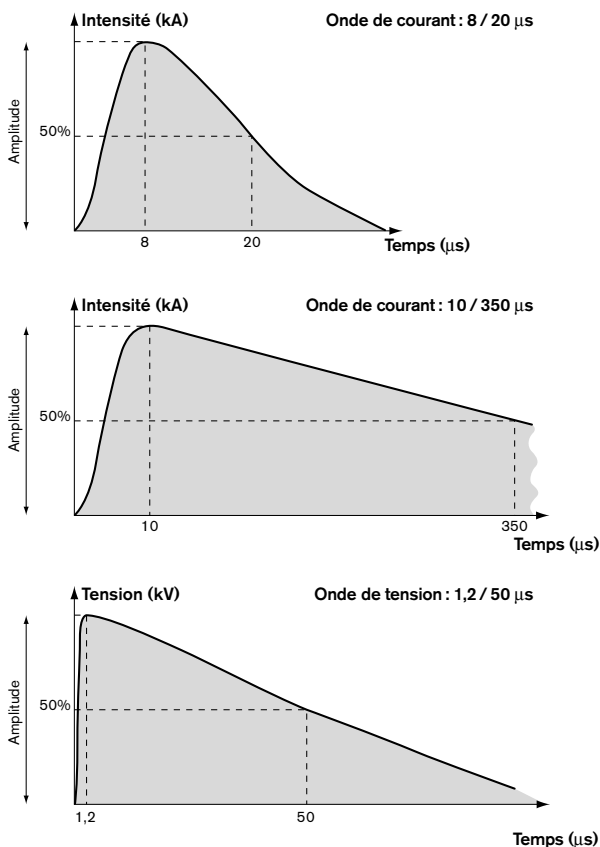 Intensité (kA)
Onde de courant : 8 / 20 µs
Amplitude
50%
8
20
Temps (µs)
Intensité (kA)
Onde de courant : 10 / 350 µs
Amplitude
50%
10
350
Temps (µs)
Tension (kV)
Onde de tension : 1,2 / 50 µs
Amplitude
50%
1,2
50
Temps (µs)